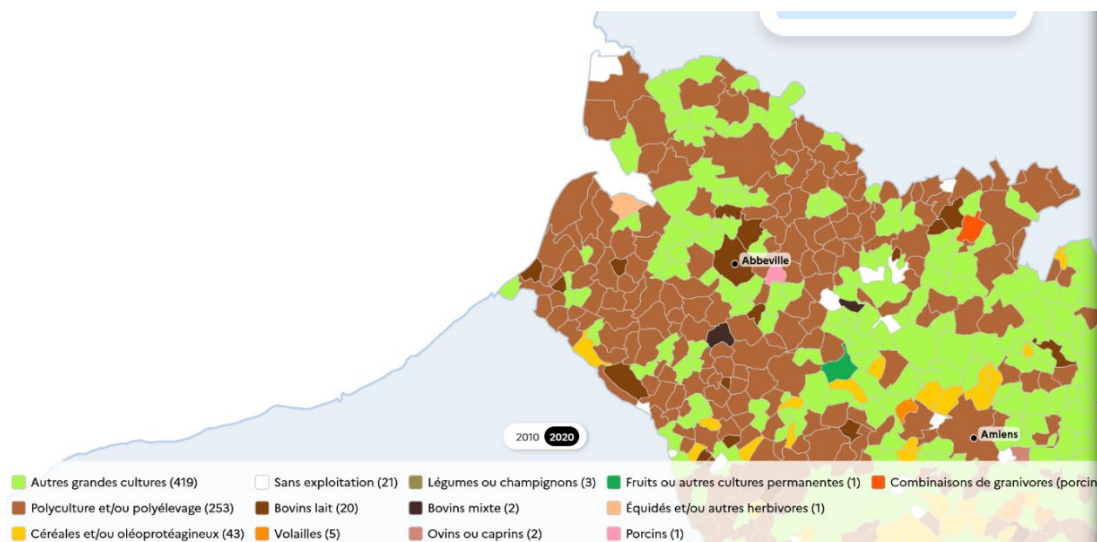 Abbeville
2010 2020
Amiens
Autres grandes cultures (419)
Sans exploitation (21)
Légumes ou champignons (3)
Fruits ou autres cultures permanentes (1)
Combinaisons de granivores (porcin
Polyculture et/ou polyélevage (253)
Bovins lait (20)
Bovins mixte (2)
Équidés et/ou autres herbivores (1)
Céréales et/ou oléoprotéagineux (43)
Volailles (5)
Ovins ou caprins (2)
Porcins (1)